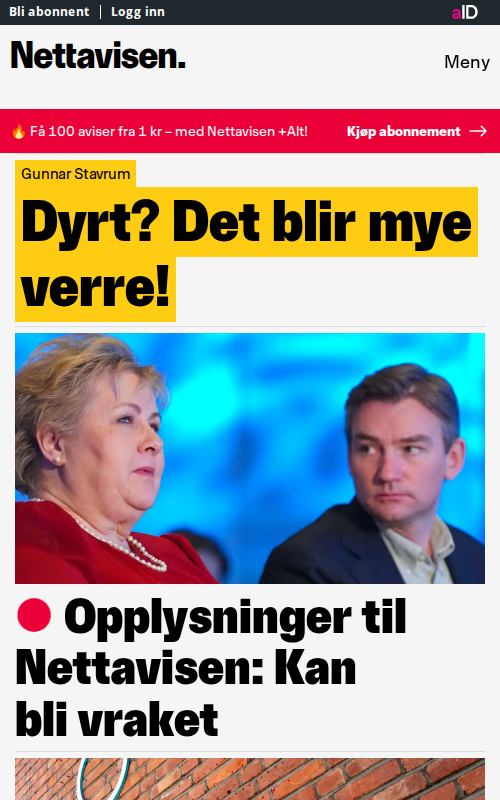 Bli abonnent | Logg inn
aID
Nettavisen.
Meny
🔥 Få 100 aviser fra 1 kr – med Nettavisen +Alt!
Kjøp abonnement →
Gunnar Stavrum
Dyrt? Det blir mye
verre!
Opplysninger til
Nettavisen: Kan
bli vraket